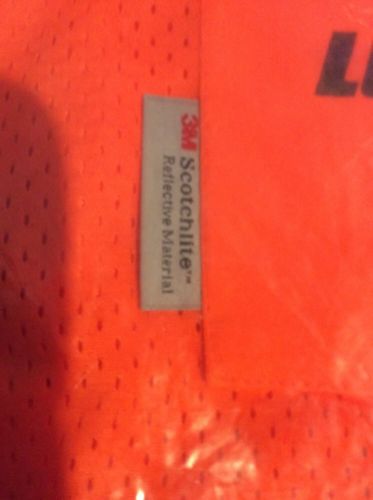 3M Scotchlite™
Reflective Material